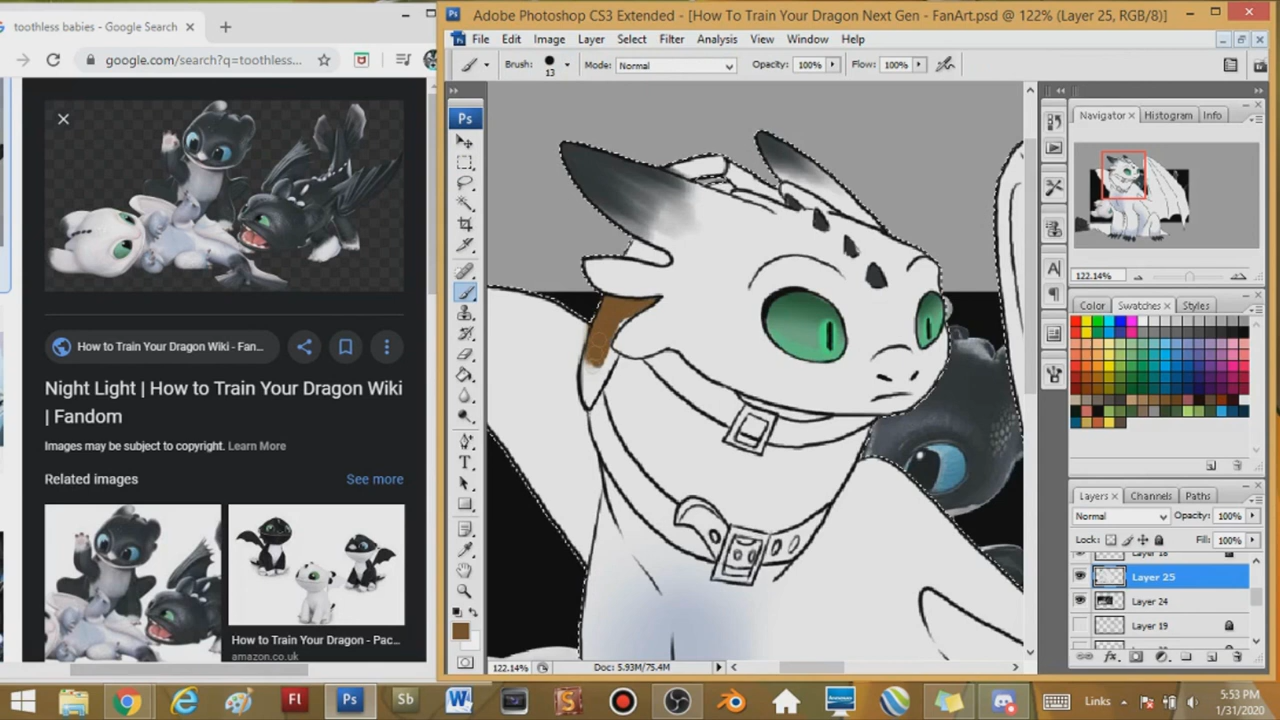 toothless babies - Google Search
google.com/search?q=toothless...
How to Train Your Dragon Wiki - Fan...
Night Light | How to Train Your Dragon Wiki
| Fandom
Images may be subject to copyright. Learn More
Related images
See more
How to Train Your Dragon - Pac...
amazon.co.uk
Adobe Photoshop CS3 Extended - [How To Train Your Dragon Next Gen - FanArt.psd @ 122% (Layer 25, RGB/8)]
File Edit Image Layer Select Filter Analysis View Window Help
Brush: 13 Mode: Normal Opacity: 100% Flow: 100%
Ps
Navigator Histogram Info
122.14%
Color Swatches Styles
Layers Channels Paths
Normal Opacity: 100%
Lock: Fill: 100%
Layer 18
Layer 25
Layer 24
Layer 19
122.14% Doc: 5.93M/75.4M
Fl Ps Sb W S
Links
5:53 PM
1/31/2020